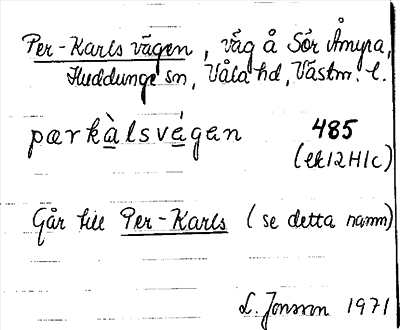 Per-Karls vägen, väg å Sör Åmyra,
Huddunge sn, Våla hd, Västm. l.
pærkàlsvégen 485
(ek12H1c)
Går till Per-Karls (se detta namn)
L. Jonsson 1971